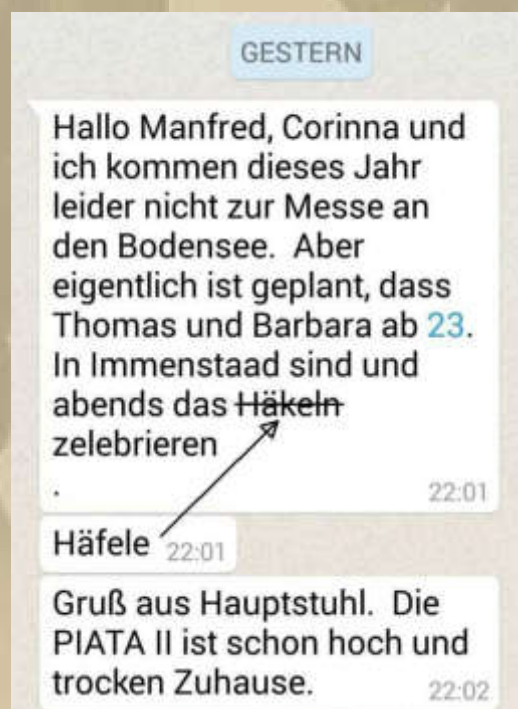 GESTERN
Hallo Manfred, Corinna und
ich kommen dieses Jahr
leider nicht zur Messe an
den Bodensee.  Aber
eigentlich ist geplant, dass
Thomas und Barbara ab 23.
In Immenstaad sind und
abends das Häkeln
zelebrieren
. 22:01
Häfele 22:01
Gruß aus Hauptstuhl.  Die
PIATA II ist schon hoch und
trocken Zuhause. 22:02